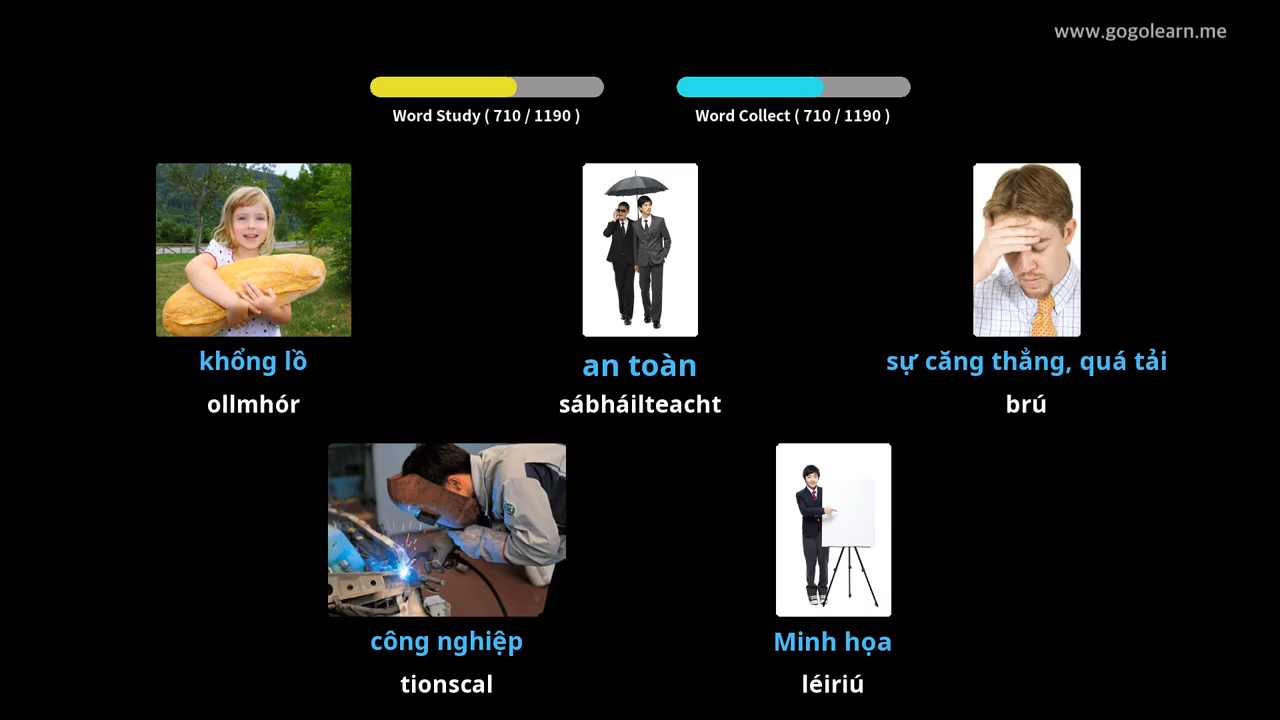 www.gogolearn.me
Word Study ( 710 / 1190 )
Word Collect ( 710 / 1190 )
khổng lồ
an toàn
sự căng thẳng, quá tải
ollmhór
sábháilteacht
brú
công nghiệp
Minh họa
tionscal
léiriú